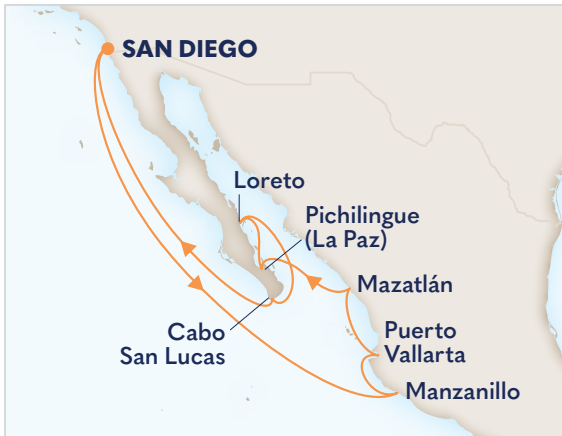 SAN DIEGO
Loreto
Pichilingue
(La Paz)
Mazatlán
Cabo
San Lucas
Puerto
Vallarta
Manzanillo